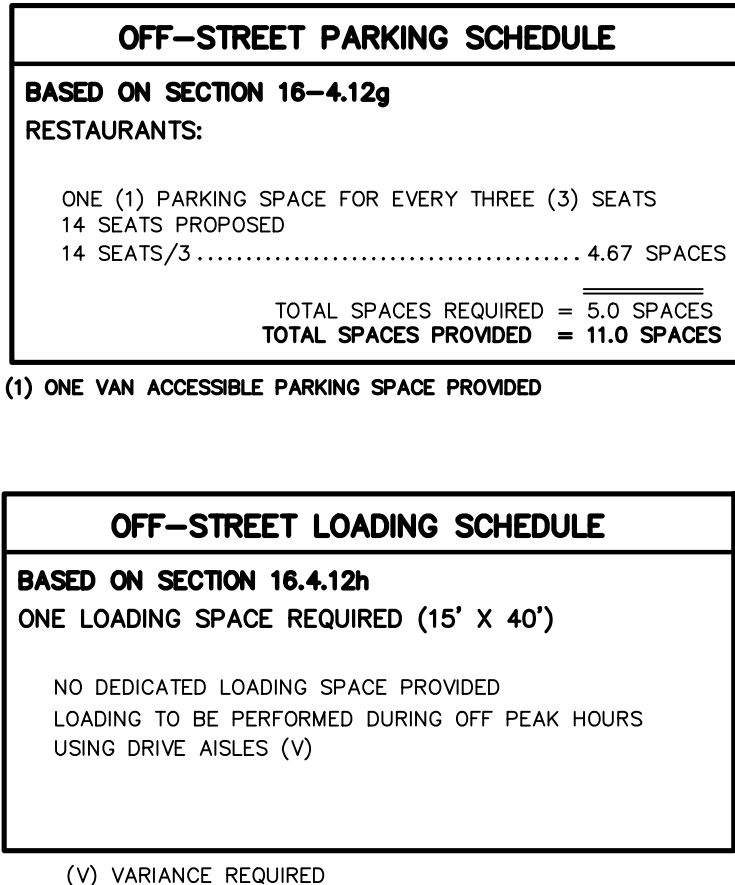 OFF-STREET PARKING SCHEDULE
BASED ON SECTION 16-4.12g
RESTAURANTS:
ONE (1) PARKING SPACE FOR EVERY THREE (3) SEATS
14 SEATS PROPOSED
14 SEATS/3....................................... 4.67 SPACES
TOTAL SPACES REQUIRED = 5.0 SPACES
TOTAL SPACES PROVIDED = 11.0 SPACES
(1) ONE VAN ACCESSIBLE PARKING SPACE PROVIDED
OFF-STREET LOADING SCHEDULE
BASED ON SECTION 16.4.12h
ONE LOADING SPACE REQUIRED (15' X 40')
NO DEDICATED LOADING SPACE PROVIDED
LOADING TO BE PERFORMED DURING OFF PEAK HOURS
USING DRIVE AISLES (V)
(V) VARIANCE REQUIRED